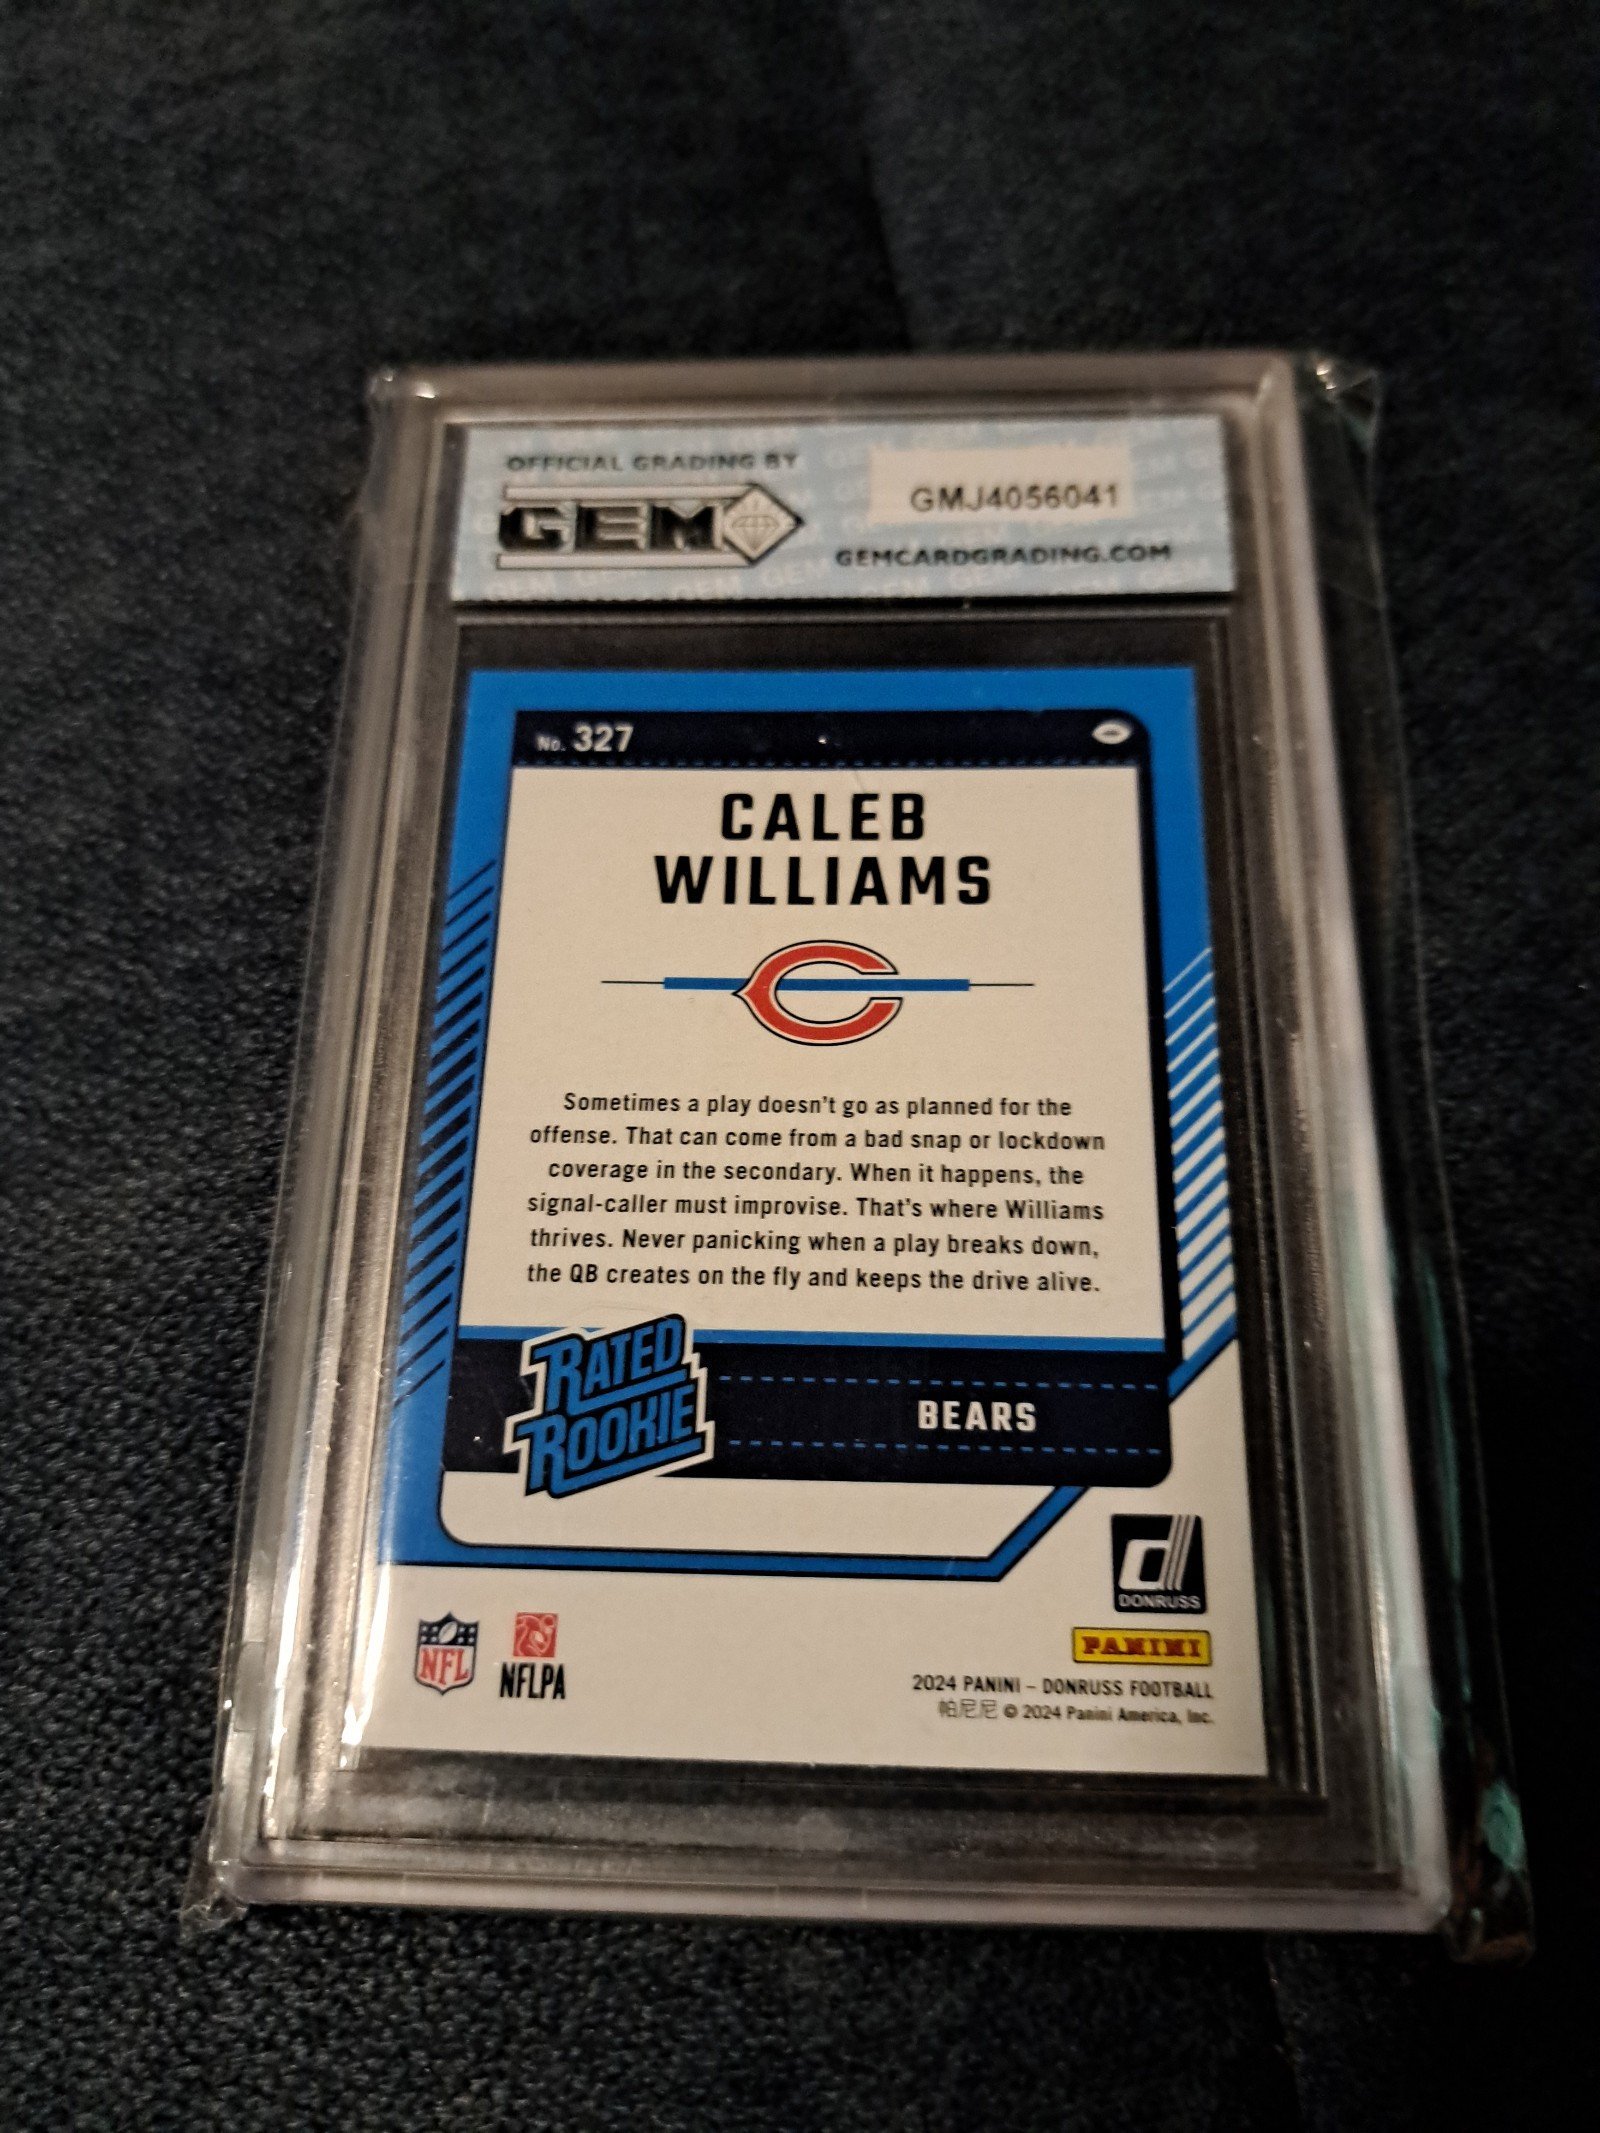 OFFICIAL GRADING BY
GEM
GMJ4056041
GEMCARDGRADING.COM
No. 327
CALEB
WILLIAMS
Sometimes a play doesn't go as planned for the
offense. That can come from a bad snap or lockdown
coverage in the secondary. When it happens, the
signal-caller must improvise. That's where Williams
thrives. Never panicking when a play breaks down,
the QB creates on the fly and keeps the drive alive.
RATED
ROOKIE
BEARS
d
DONRUSS
PANINI
NFL
NFLPA
2024 PANINI – DONRUSS FOOTBALL
帕尼尼 © 2024 Panini America, Inc.